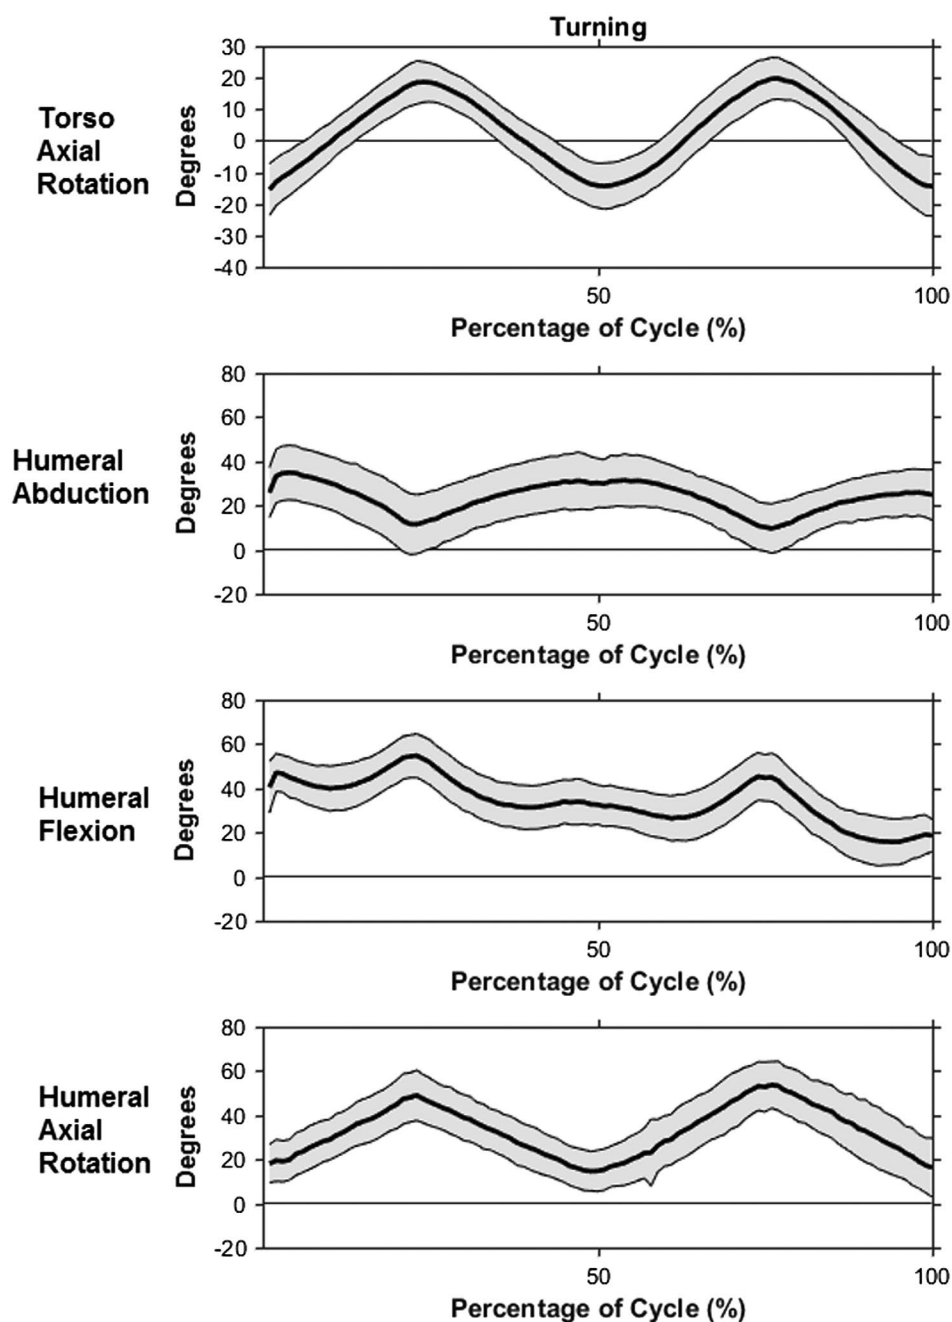 Turning
Torso
Axial
Rotation
Degrees
30
20
10
0
-10
-20
-30
-40
50
100
Percentage of Cycle (%)
Humeral
Abduction
Degrees
80
60
40
20
0
-20
50
100
Percentage of Cycle (%)
Humeral
Flexion
Degrees
80
60
40
20
0
-20
50
100
Percentage of Cycle (%)
Humeral
Axial
Rotation
Degrees
80
60
40
20
0
-20
50
100
Percentage of Cycle (%)